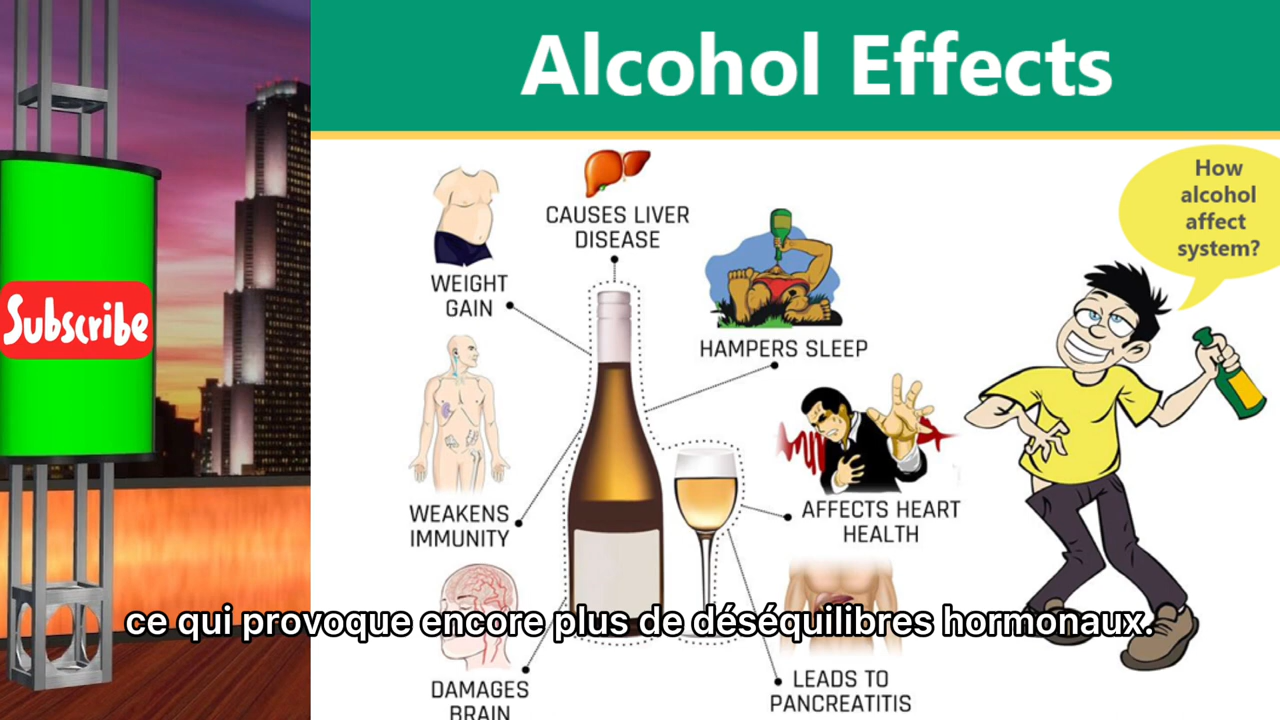 Alcohol Effects
How
alcohol
affect
system?
CAUSES LIVER
DISEASE
WEIGHT
GAIN
HAMPERS SLEEP
Subscribe
WEAKENS
IMMUNITY
AFFECTS HEART
HEALTH
ce qui provoque encore plus de déséquilibres hormonaux.
DAMAGES
BRAIN
LEADS TO
PANCREATITIS